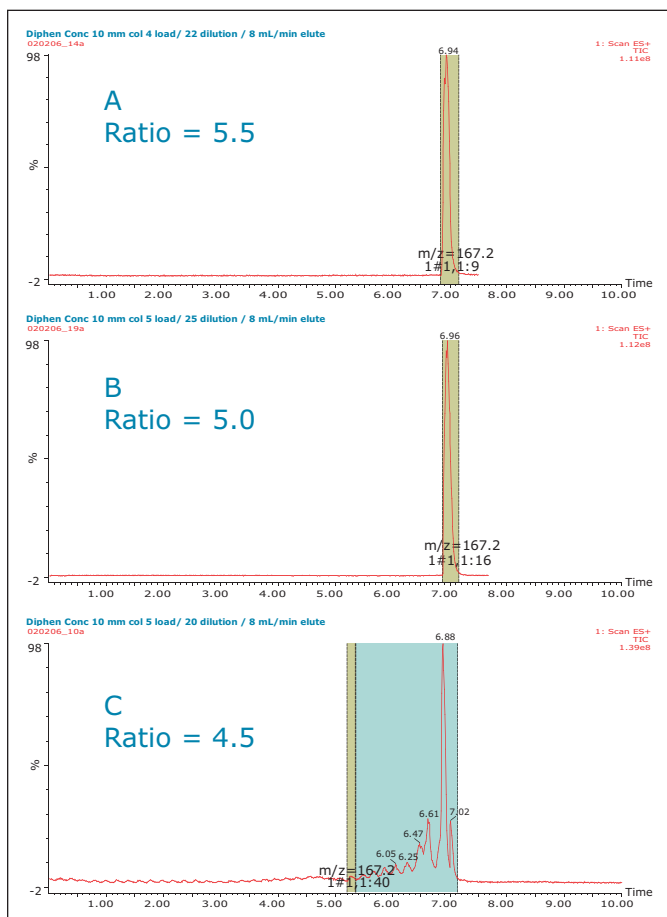 Diphen Conc 10 mm col 4 load/ 22 dilution / 8 mL/min elute
020206_14a
1: Scan ES+
TIC
1.11e8
98
6.94
A
Ratio = 5.5
%
m/z=167.2
1#1,1:9
-2
Time
1.00 2.00 3.00 4.00 5.00 6.00 7.00 8.00 9.00 10.00
Diphen Conc 10 mm col 5 load/ 25 dilution / 8 mL/min elute
020206_19a
1: Scan ES+
TIC
1.12e8
98
6.96
B
Ratio = 5.0
%
m/z=167.2
1#1,1:16
-2
Time
1.00 2.00 3.00 4.00 5.00 6.00 7.00 8.00 9.00 10.00
Diphen Conc 10 mm col 5 load/ 20 dilution / 8 mL/min elute
020206_10a
1: Scan ES+
TIC
1.39e8
98
6.88
C
Ratio = 4.5
%
6.61
7.02
6.47
6.05
6.25
m/z=167.2
1#1,1:40
-2
Time
1.00 2.00 3.00 4.00 5.00 6.00 7.00 8.00 9.00 10.00